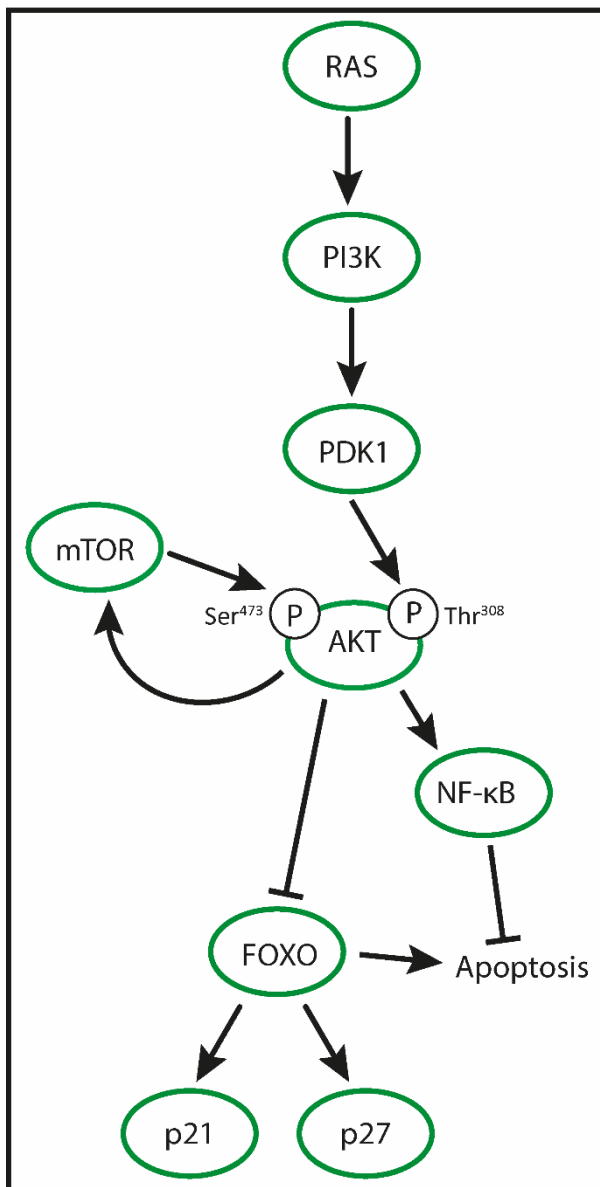 RAS
PI3K
PDK1
mTOR
Ser473 P P Thr308
AKT
NF-κB
FOXO
Apoptosis
p21 p27